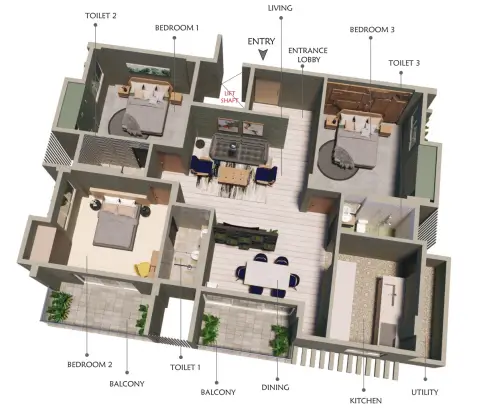 LIVING
TOILET 2
BEDROOM 1
BEDROOM 3
ENTRY
ENTRANCE
LOBBY
TOILET 3
LIFT
SHAFT
BEDROOM 2
BALCONY
TOILET 1
BALCONY
DINING
KITCHEN
UTILITY